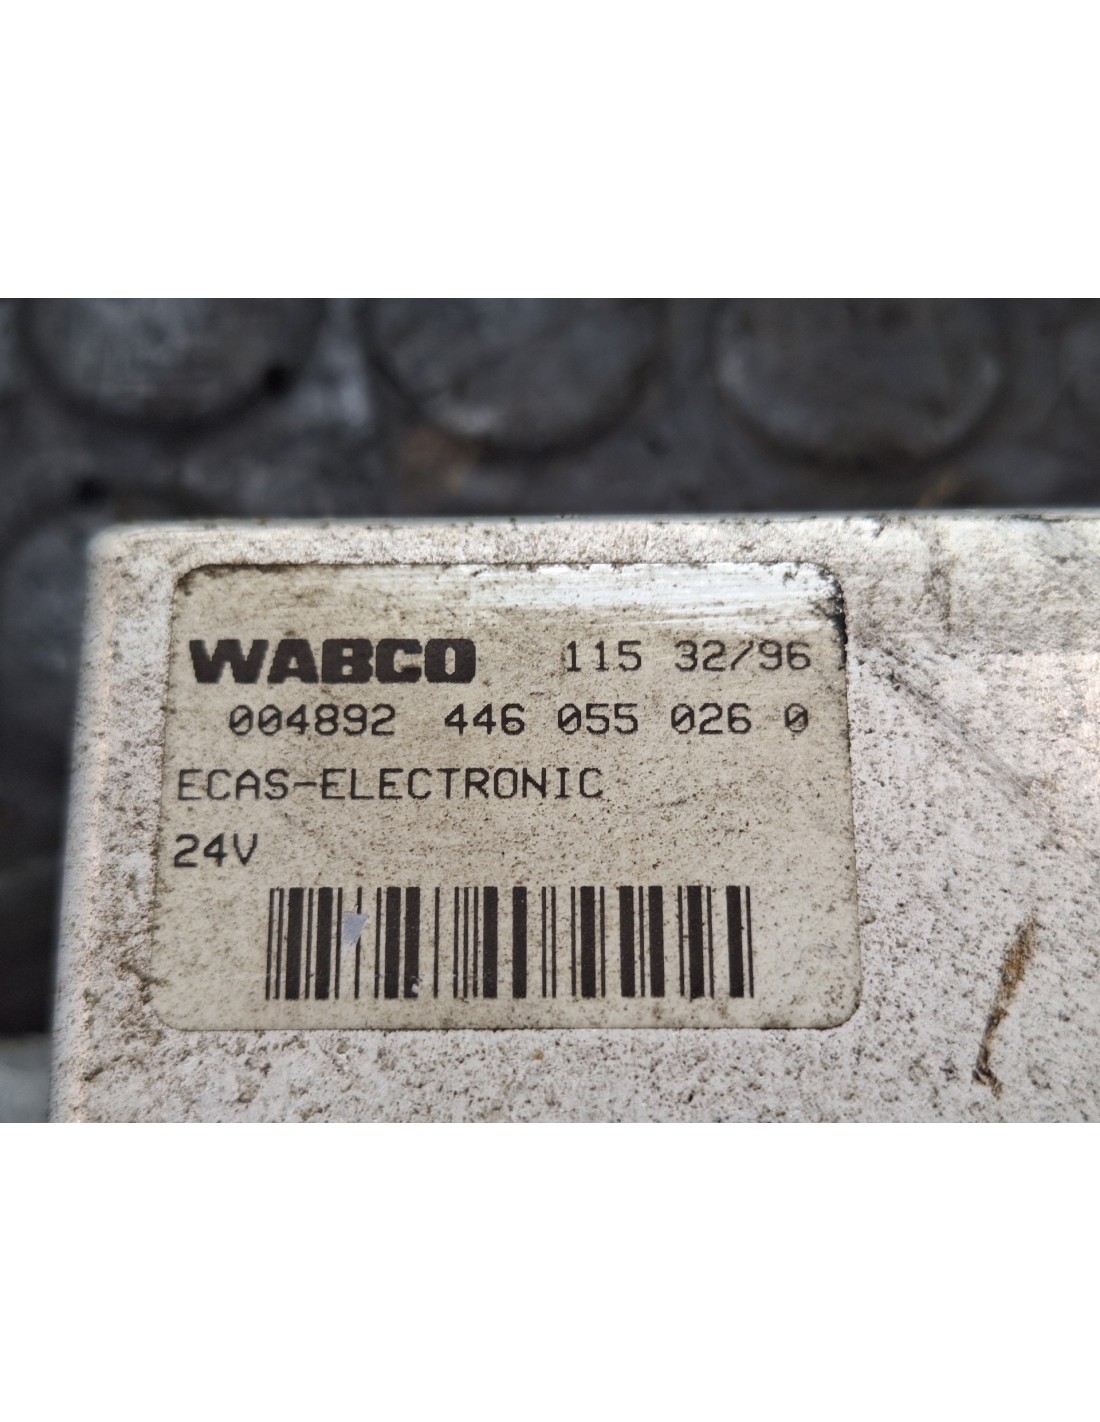 WABCO 115 32/96
004892 446 055 026 0
ECAS-ELECTRONIC
24V